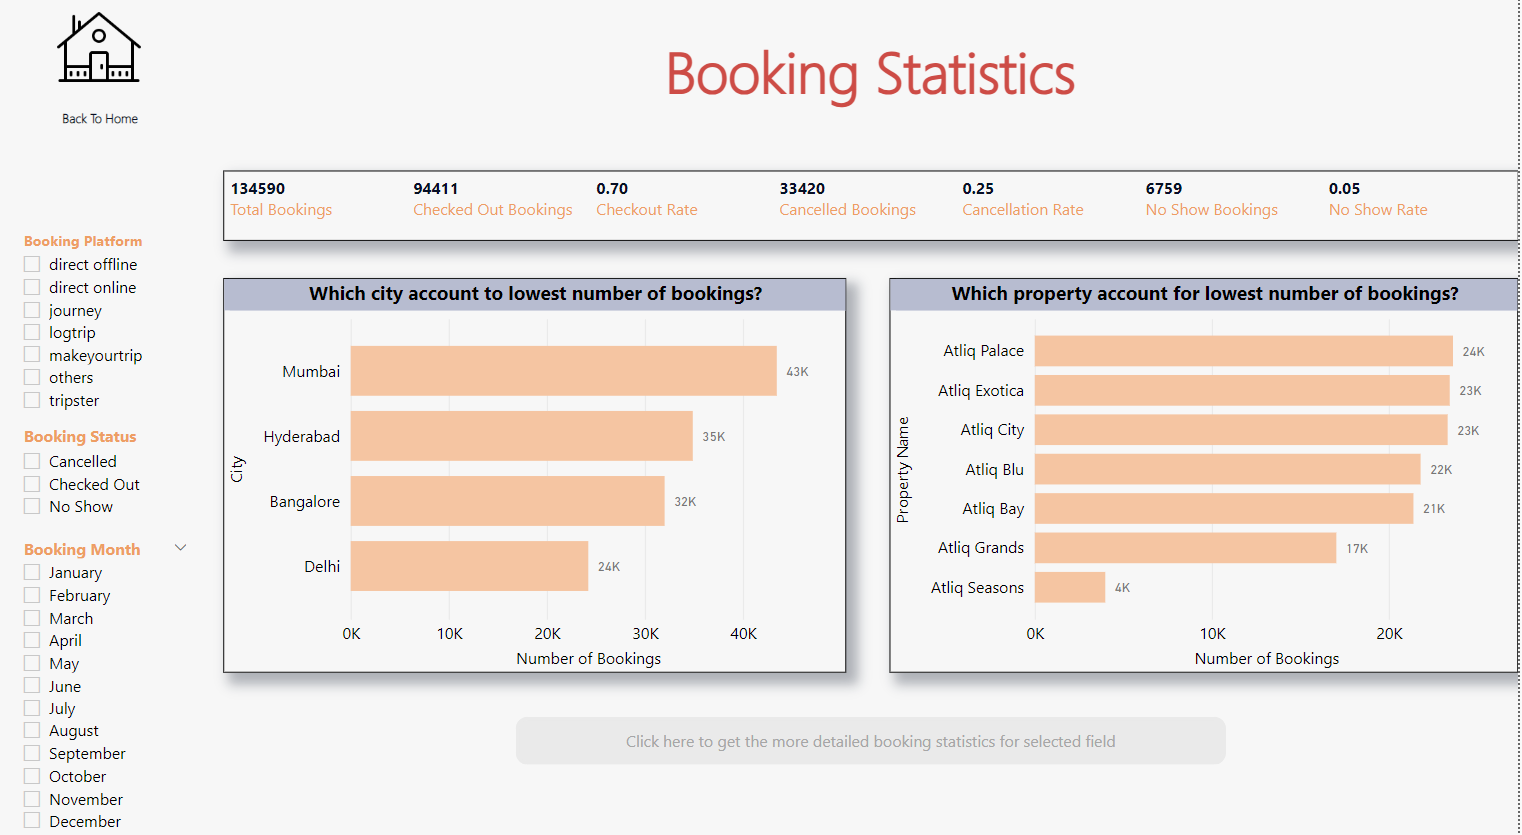 Back To Home
Booking Statistics
134590
Total Bookings
94411
Checked Out Bookings
0.70
Checkout Rate
33420
Cancelled Bookings
0.25
Cancellation Rate
6759
No Show Bookings
0.05
No Show Rate
Booking Platform
direct offline
direct online
journey
logtrip
makeyourtrip
others
tripster
Booking Status
Cancelled
Checked Out
No Show
Booking Month
January
February
March
April
May
June
July
August
September
October
November
December
Which city account to lowest number of bookings?
City
Mumbai 43K
Hyderabad 35K
Bangalore 32K
Delhi 24K
0K 10K 20K 30K 40K
Number of Bookings
Which property account for lowest number of bookings?
Property Name
Atliq Palace 24K
Atliq Exotica 23K
Atliq City 23K
Atliq Blu 22K
Atliq Bay 21K
Atliq Grands 17K
Atliq Seasons 4K
0K 10K 20K
Number of Bookings
Click here to get the more detailed booking statistics for selected field